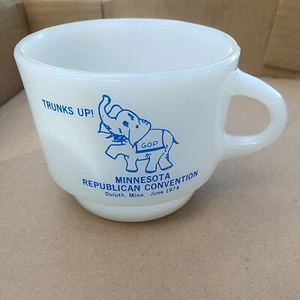 TRUNKS UP!
GOP
MINNESOTA
REPUBLICAN CONVENTION
Duluth, Minn. June 1974